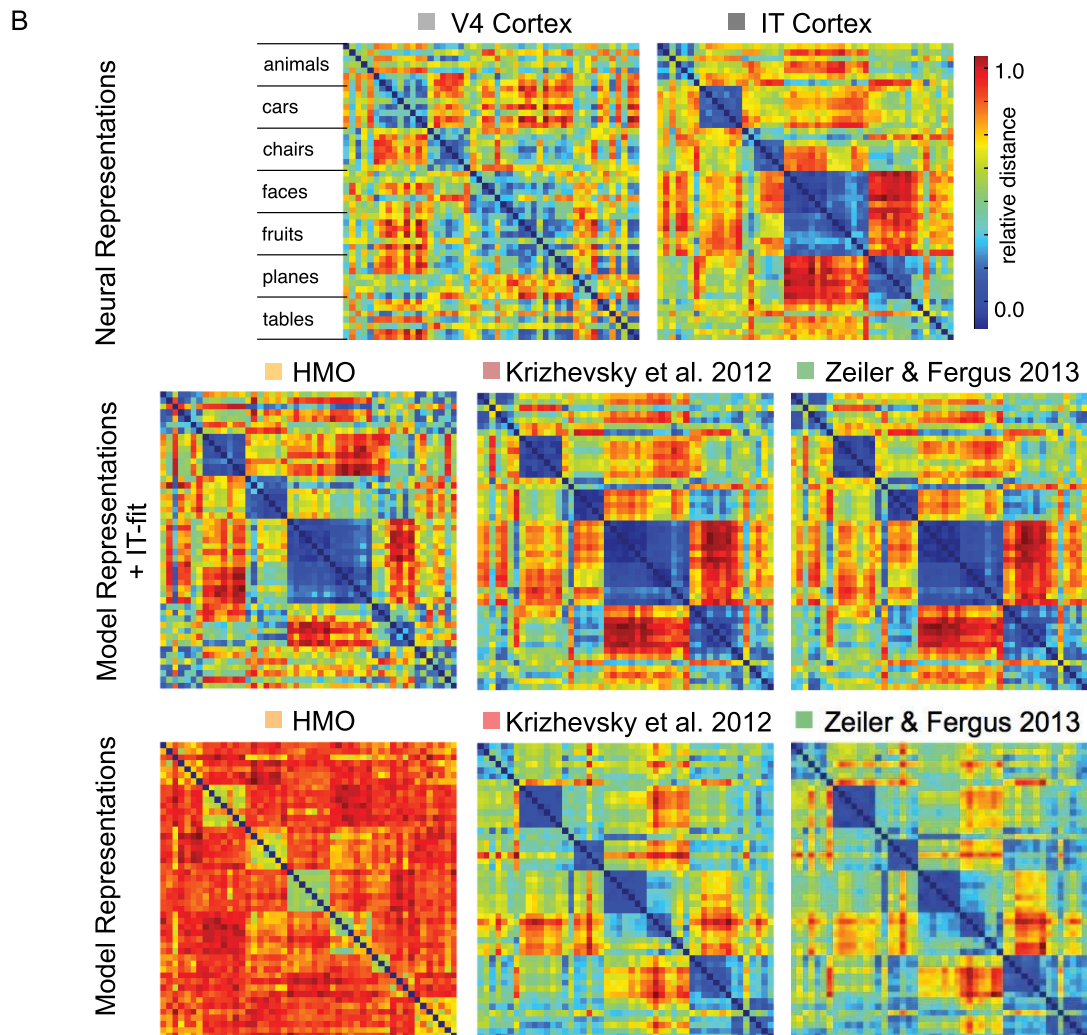 B
V4 Cortex
IT Cortex
Neural Representations
animals
cars
chairs
faces
fruits
planes
tables
1.0
relative distance
0.0
Model Representations
+ IT-fit
HMO
Krizhevsky et al. 2012
Zeiler & Fergus 2013
Model Representations
HMO
Krizhevsky et al. 2012
Zeiler & Fergus 2013